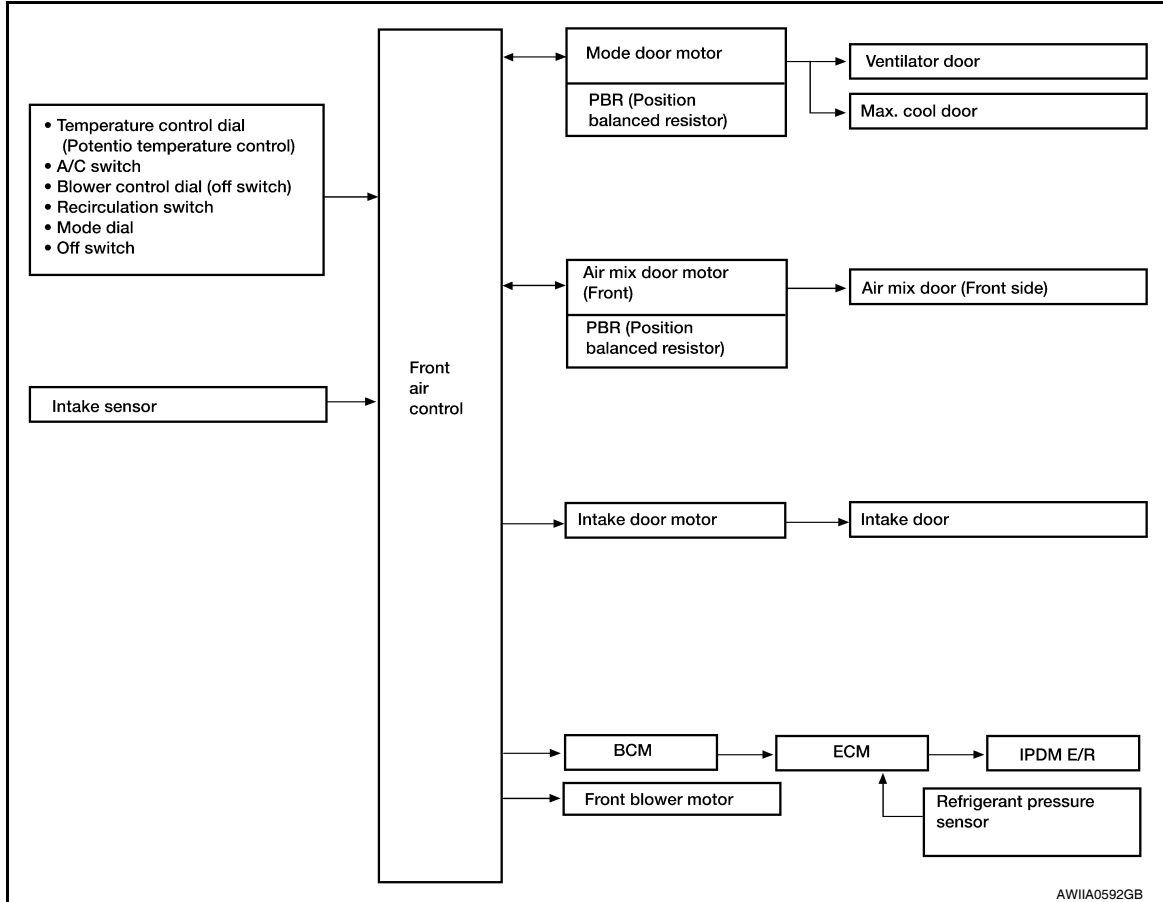 • Temperature control dial
(Potentio temperature control)
• A/C switch
• Blower control dial (off switch)
• Recirculation switch
• Mode dial
• Off switch
Intake sensor
Front
air
control
Mode door motor
PBR (Position
balanced resistor)
Ventilator door
Max. cool door
Air mix door motor
(Front)
PBR (Position
balanced resistor)
Air mix door (Front side)
Intake door motor
Intake door
BCM
ECM
IPDM E/R
Front blower motor
Refrigerant pressure
sensor
AWIIA0592GB